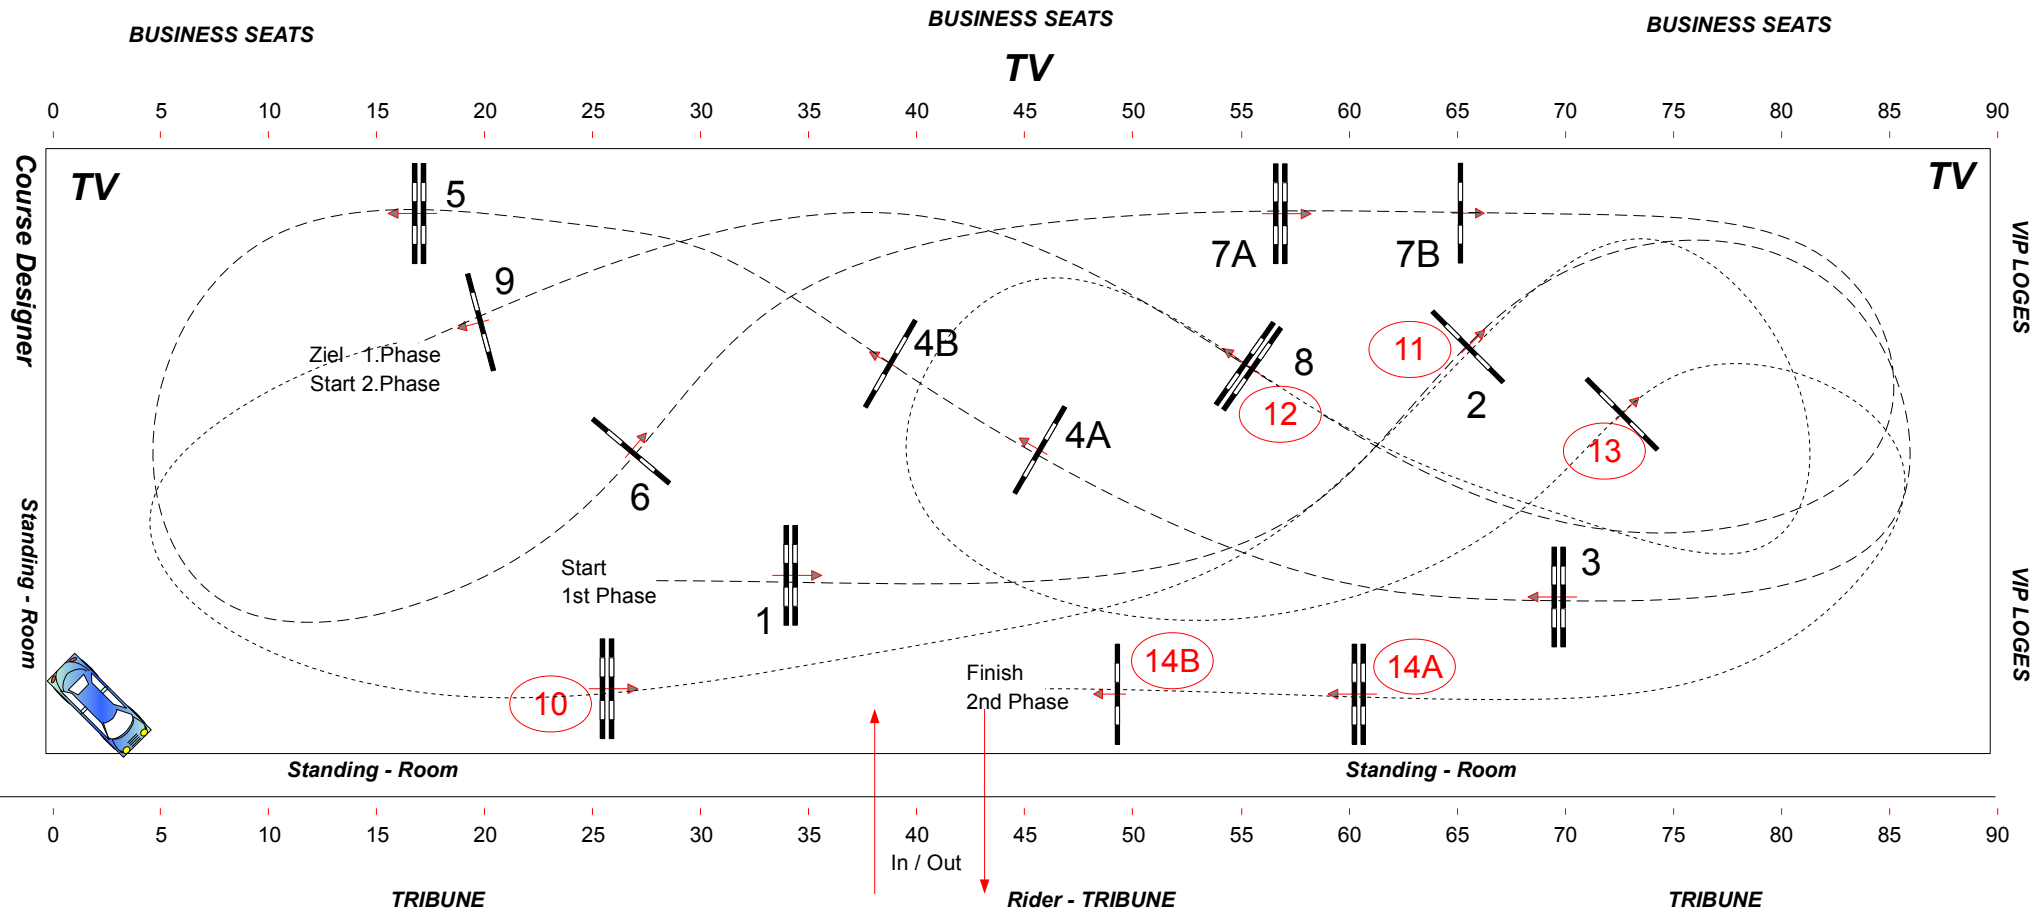 BUSINESS SEATS
BUSINESS SEATS
BUSINESS SEATS
TV
0 5 10 15 20 25 30 35 40 45 50 55 60 65 70 75 80 85 90
Course Designer
TV
TV
5
7A
7B
9
VIP LOGES
4B
8
11
2
Ziel 1.Phase
Start 2.Phase
12
4A
13
6
Standing - Room
Start
1st Phase
1
3
VIP LOGES
14B
14A
10
Finish
2nd Phase
Standing - Room
Standing - Room
0 5 10 15 20 25 30 35 40 45 50 55 60 65 70 75 80 85 90
In / Out
TRIBUNE
Rider - TRIBUNE
TRIBUNE